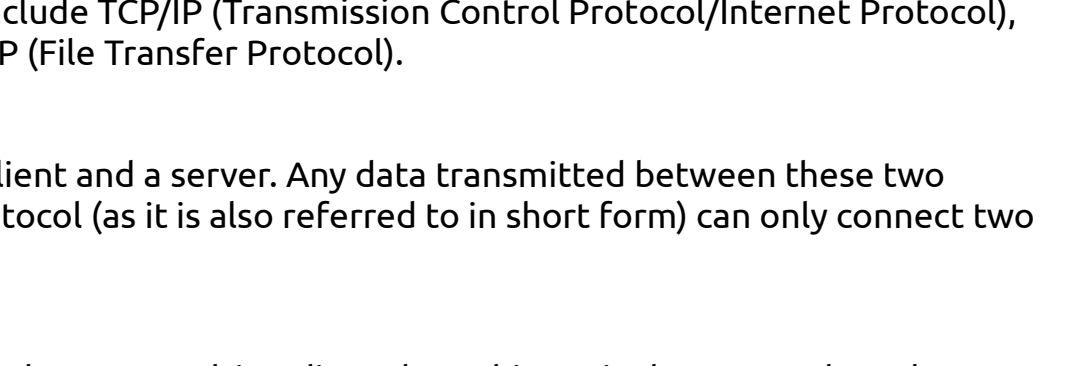 clude TCP/IP (Transmission Control Protocol/Internet Protocol),
P (File Transfer Protocol).
lient and a server. Any data transmitted between these two
tocol (as it is also referred to in short form) can only connect two